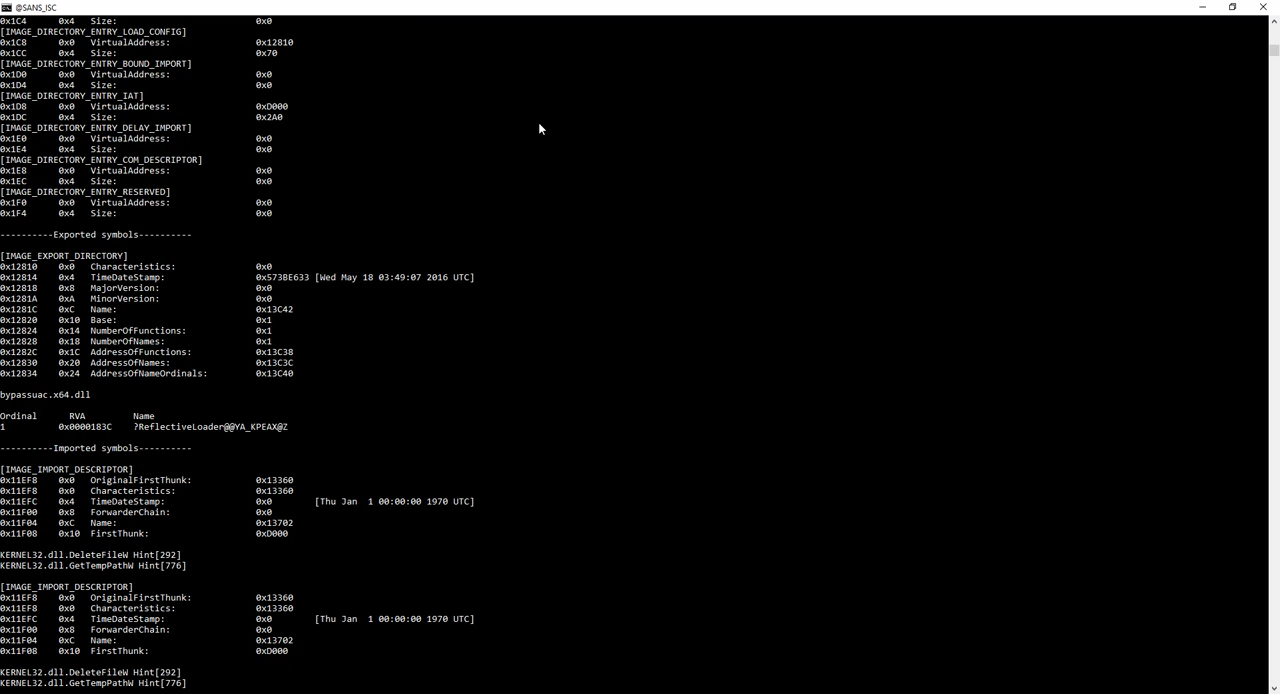 @SANS_ISC
0x1C4 0x4 Size: 0x0
[IMAGE_DIRECTORY_ENTRY_LOAD_CONFIG]
0x1C8 0x0 VirtualAddress: 0x12810
0x1CC 0x4 Size: 0x70
[IMAGE_DIRECTORY_ENTRY_BOUND_IMPORT]
0x1D0 0x0 VirtualAddress: 0x0
0x1D4 0x4 Size: 0x0
[IMAGE_DIRECTORY_ENTRY_IAT]
0x1D8 0x0 VirtualAddress: 0xD000
0x1DC 0x4 Size: 0x2A0
[IMAGE_DIRECTORY_ENTRY_DELAY_IMPORT]
0x1E0 0x0 VirtualAddress: 0x0
0x1E4 0x4 Size: 0x0
[IMAGE_DIRECTORY_ENTRY_COM_DESCRIPTOR]
0x1E8 0x0 VirtualAddress: 0x0
0x1EC 0x4 Size: 0x0
[IMAGE_DIRECTORY_ENTRY_RESERVED]
0x1F0 0x0 VirtualAddress: 0x0
0x1F4 0x4 Size: 0x0
----------Exported symbols----------
[IMAGE_EXPORT_DIRECTORY]
0x12810 0x0 Characteristics: 0x0
0x12814 0x4 TimeDateStamp: 0x573BE633 [Wed May 18 03:49:07 2016 UTC]
0x12818 0x8 MajorVersion: 0x0
0x1281A 0xA MinorVersion: 0x0
0x1281C 0xC Name: 0x13C42
0x12820 0x10 Base: 0x1
0x12824 0x14 NumberOfFunctions: 0x1
0x12828 0x18 NumberOfNames: 0x1
0x1282C 0x1C AddressOfFunctions: 0x13C38
0x12830 0x20 AddressOfNames: 0x13C3C
0x12834 0x24 AddressOfNameOrdinals: 0x13C40
bypassuac.x64.dll
Ordinal RVA Name
1 0x0000183C ?ReflectiveLoader@@YA_KPEAX@Z
----------Imported symbols----------
[IMAGE_IMPORT_DESCRIPTOR]
0x11EF8 0x0 OriginalFirstThunk: 0x13360
0x11EF8 0x0 Characteristics: 0x13360
0x11EFC 0x4 TimeDateStamp: 0x0 [Thu Jan  1 00:00:00 1970 UTC]
0x11F00 0x8 ForwarderChain: 0x0
0x11F04 0xC Name: 0x13702
0x11F08 0x10 FirstThunk: 0xD000
KERNEL32.dll.DeleteFileW Hint[292]
KERNEL32.dll.GetTempPathW Hint[776]
[IMAGE_IMPORT_DESCRIPTOR]
0x11EF8 0x0 OriginalFirstThunk: 0x13360
0x11EF8 0x0 Characteristics: 0x13360
0x11EFC 0x4 TimeDateStamp: 0x0 [Thu Jan  1 00:00:00 1970 UTC]
0x11F00 0x8 ForwarderChain: 0x0
0x11F04 0xC Name: 0x13702
0x11F08 0x10 FirstThunk: 0xD000
KERNEL32.dll.DeleteFileW Hint[292]
KERNEL32.dll.GetTempPathW Hint[776]